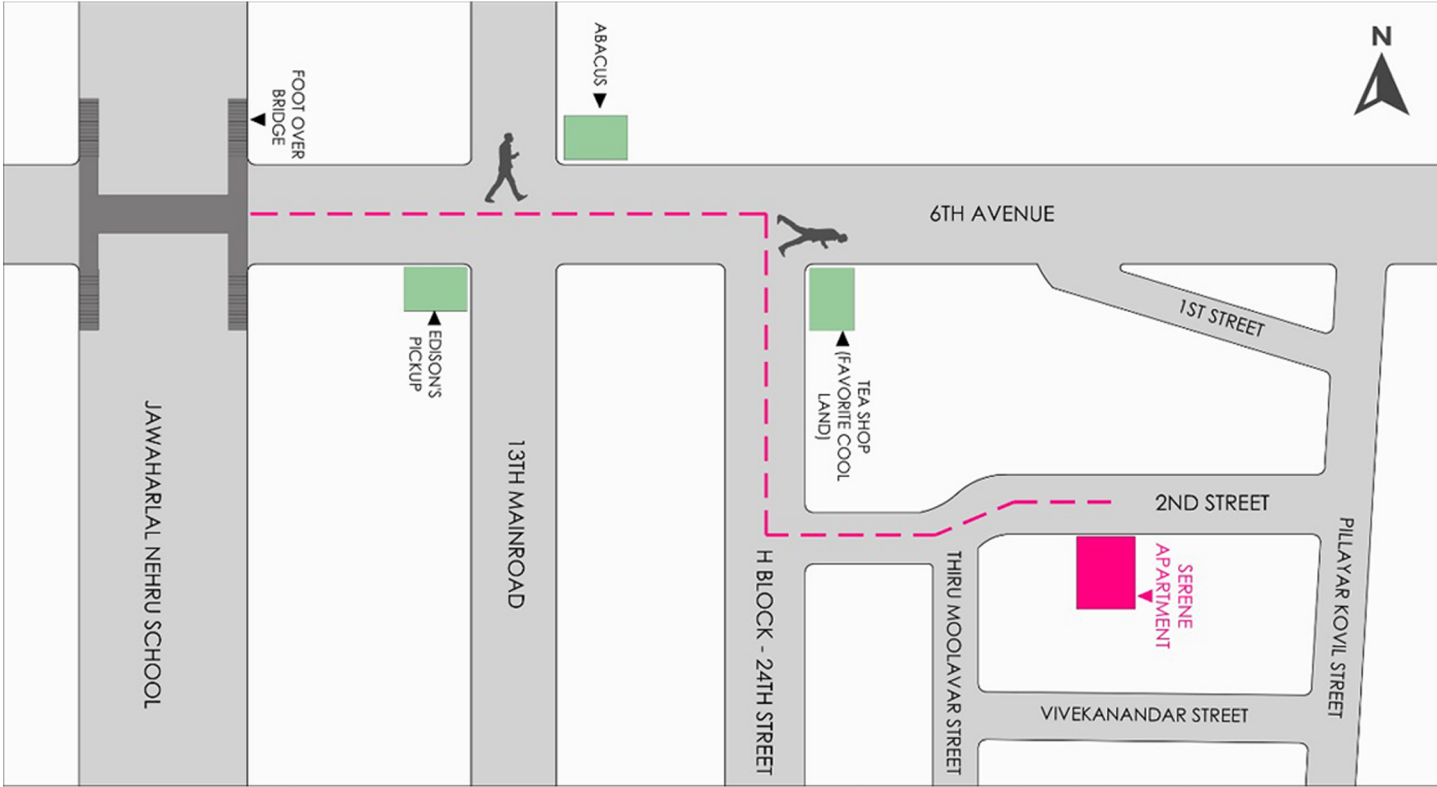 N
ABACUS
FOOT OVER
BRIDGE
6TH AVENUE
1ST STREET
EDISON'S
PICKUP
TEA SHOP
(FAVORITE COOL
LAND)
JAWAHARLAL NEHRU SCHOOL
13TH MAINROAD
H BLOCK - 24TH STREET
2ND STREET
THIRU MOOLAVAR STREET
SERENE
APARTMENT
PILLAYAR KOVIL STREET
VIVEKANANDAR STREET